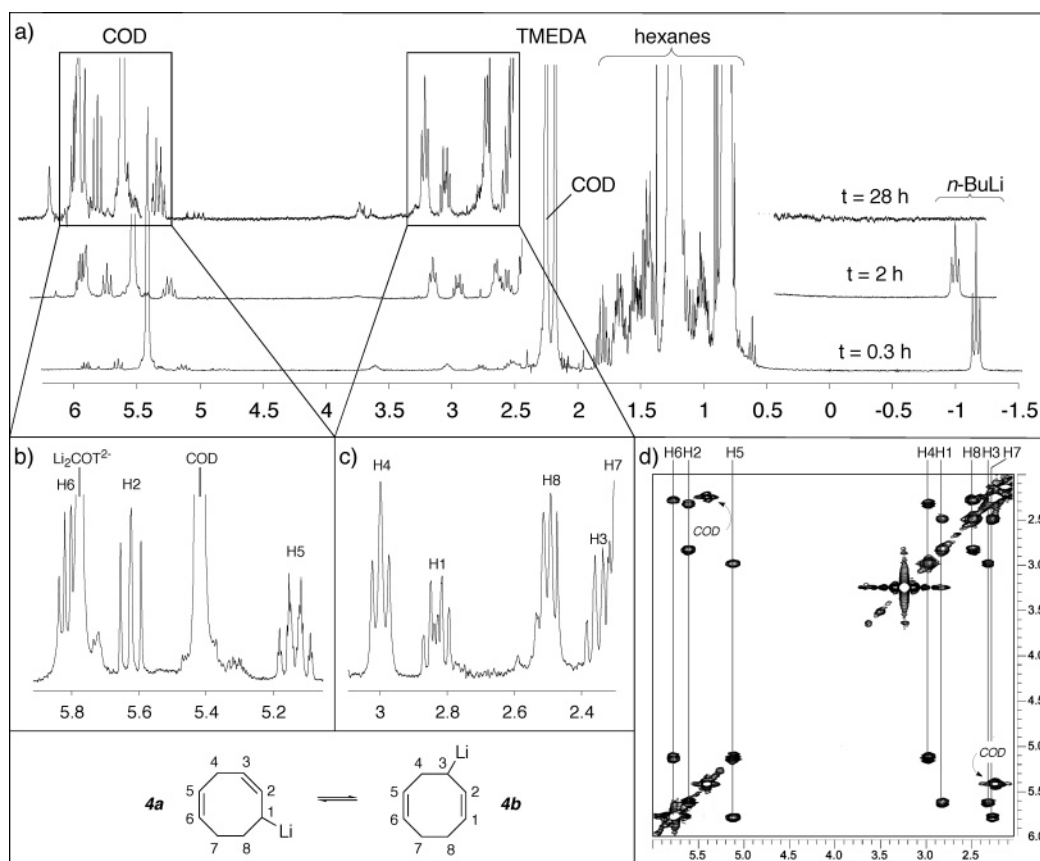 a)
COD TMEDA hexanes
COD
n-BuLi
t = 28 h
t = 2 h
t = 0.3 h
6 5.5 5 4.5 4 3.5 3 2.5 2 1.5 1 0.5 0 -0.5 -1 -1.5
b)
Li2COT2-
H6 H2 COD H5
5.8 5.6 5.4 5.2
c)
H4 H1 H8 H3 H7
3 2.8 2.6 2.4
d)
H6 H2 H5 H4 H1 H8 H3 H7
COD
COD
2.5
3.0
3.5
4.0
4.5
5.0
5.5
6.0
5.5 5.0 4.5 4.0 3.5 3.0 2.5
4a
4 3 2 1 Li 5 6 7 8
4b
Li 4 3 2 1 5 6 7 8